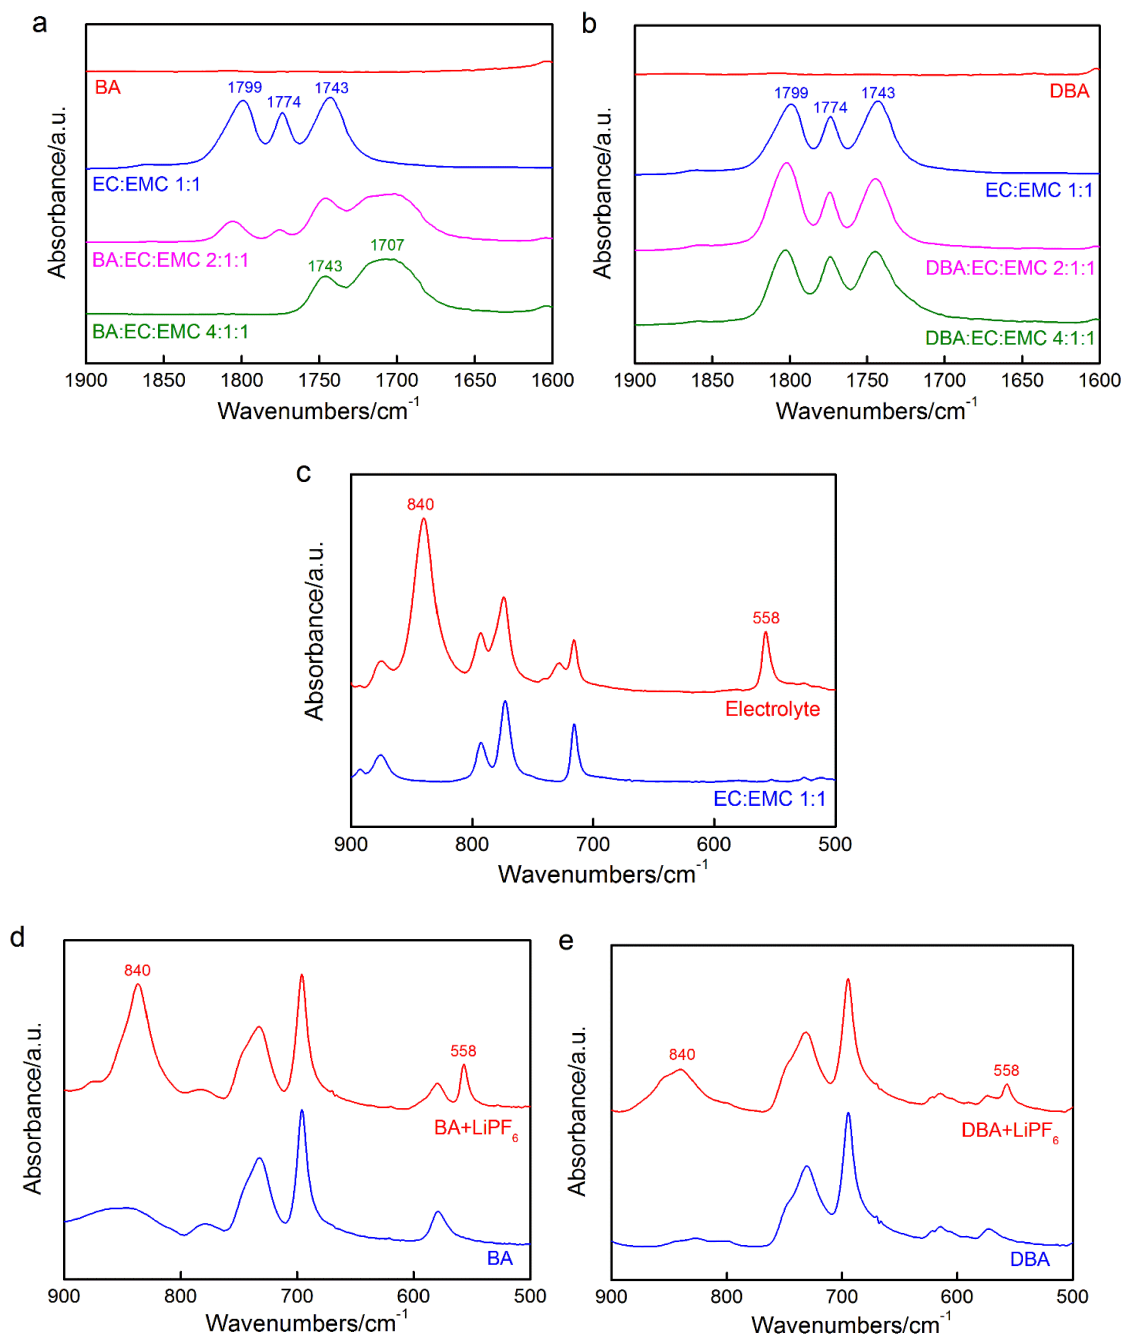 a
BA
1799
1774
1743
EC:EMC 1:1
BA:EC:EMC 2:1:1
1743
1707
BA:EC:EMC 4:1:1
Absorbance/a.u.
1900 1850 1800 1750 1700 1650 1600
Wavenumbers/cm⁻¹
b
DBA
1799
1774
1743
EC:EMC 1:1
DBA:EC:EMC 2:1:1
DBA:EC:EMC 4:1:1
Absorbance/a.u.
1900 1850 1800 1750 1700 1650 1600
Wavenumbers/cm⁻¹
c
840
558
Electrolyte
EC:EMC 1:1
Absorbance/a.u.
900 800 700 600 500
Wavenumbers/cm⁻¹
d
840
558
BA+LiPF₆
BA
Absorbance/a.u.
900 800 700 600 500
Wavenumbers/cm⁻¹
e
840
558
DBA+LiPF₆
DBA
Absorbance/a.u.
900 800 700 600 500
Wavenumbers/cm⁻¹